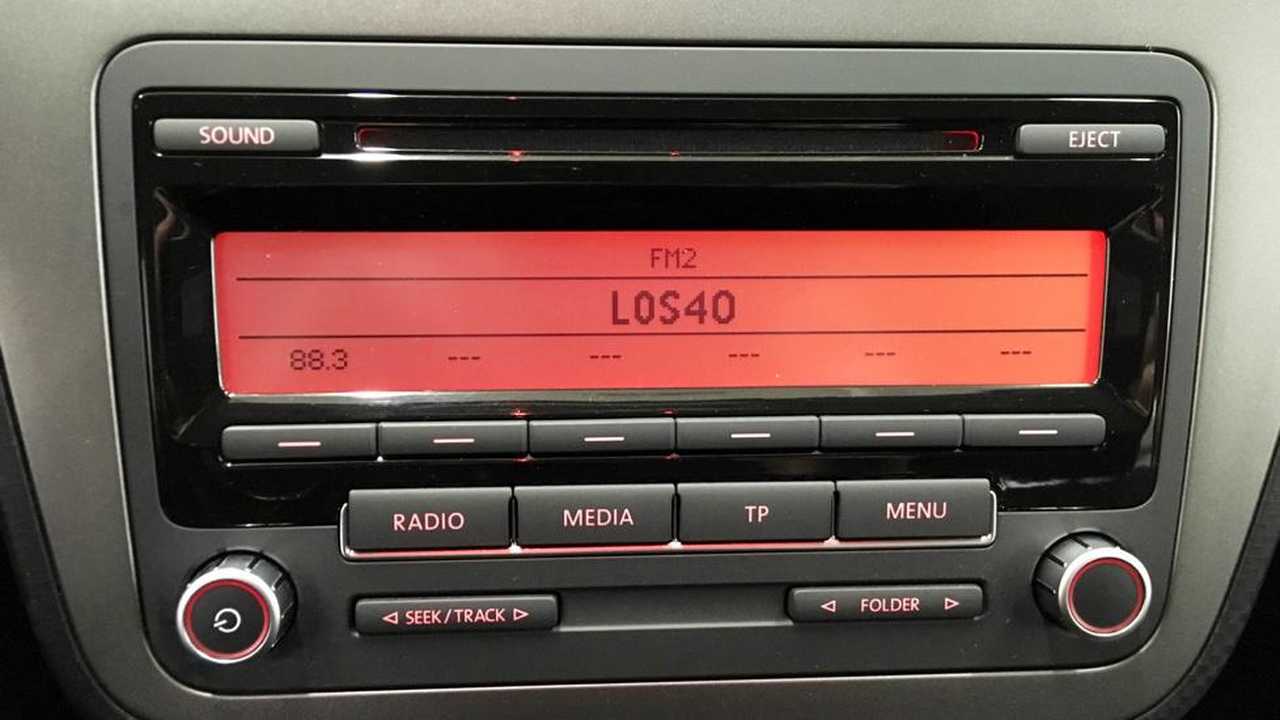 SOUND EJECT
FM2
LOS40
88.3 --- --- --- --- ---
RADIO MEDIA TP MENU
◁ SEEK/TRACK ▷ ◁ FOLDER ▷